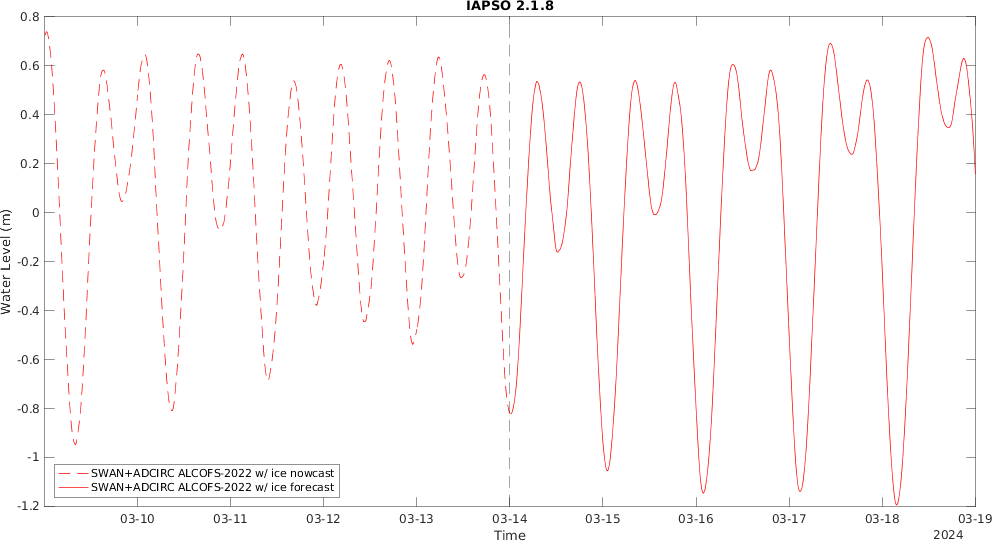 IAPSO 2.1.8
0.8
0.6
0.4
0.2
0
-0.2
-0.4
-0.6
-0.8
-1
-1.2
Water Level (m)
SWAN+ADCIRC ALCOFS-2022 w/ ice nowcast
SWAN+ADCIRC ALCOFS-2022 w/ ice forecast
03-10 03-11 03-12 03-13 03-14 03-15 03-16 03-17 03-18 03-19
Time
2024